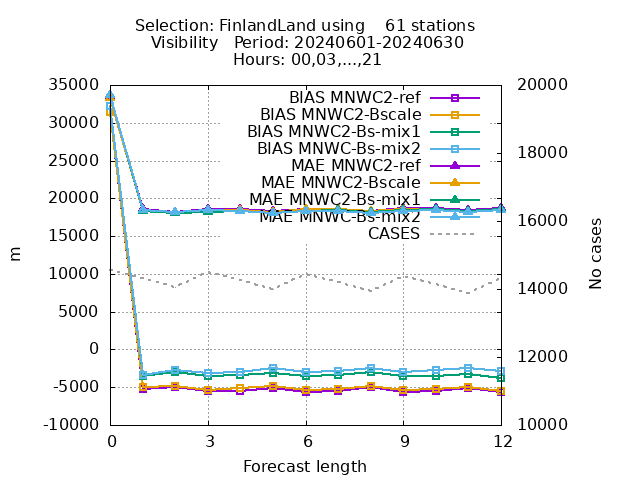 Selection: FinlandLand using    61 stations
Visibility   Period: 20240601-20240630
Hours: 00,03,...,21
35000
30000
25000
20000
15000
10000
5000
0
-5000
-10000
20000
18000
16000
14000
12000
10000
BIAS MNWC2-ref
BIAS MNWC2-Bscale
BIAS MNWC2-Bs-mix1
BIAS MNWC-Bs-mix2
MAE MNWC2-ref
MAE MNWC2-Bscale
MAE MNWC2-Bs-mix1
MAE MNWC-Bs-mix2
CASES
m
No cases
0 3 6 9 12
Forecast length